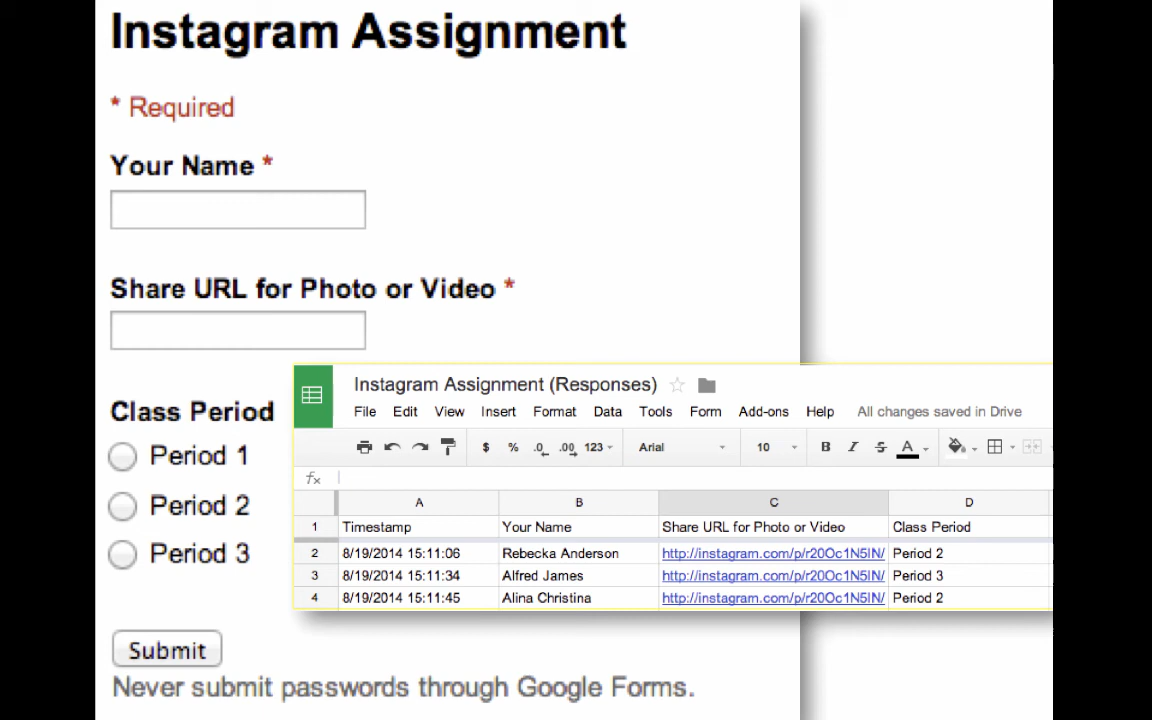 Instagram Assignment
* Required
Your Name *
Share URL for Photo or Video *
Class Period
Period 1
Period 2
Period 3
Submit
Never submit passwords through Google Forms.
Instagram Assignment (Responses)
File Edit View Insert Format Data Tools Form Add-ons Help All changes saved in Drive
$ % .0 .00 123 Arial 10 B I S A
fx
A B C D
1 Timestamp Your Name Share URL for Photo or Video Class Period
2 8/19/2014 15:11:06 Rebecka Anderson http://instagram.com/p/r20Oc1N5IN/ Period 2
3 8/19/2014 15:11:34 Alfred James http://instagram.com/p/r20Oc1N5IN/ Period 3
4 8/19/2014 15:11:45 Alina Christina http://instagram.com/p/r20Oc1N5IN/ Period 2